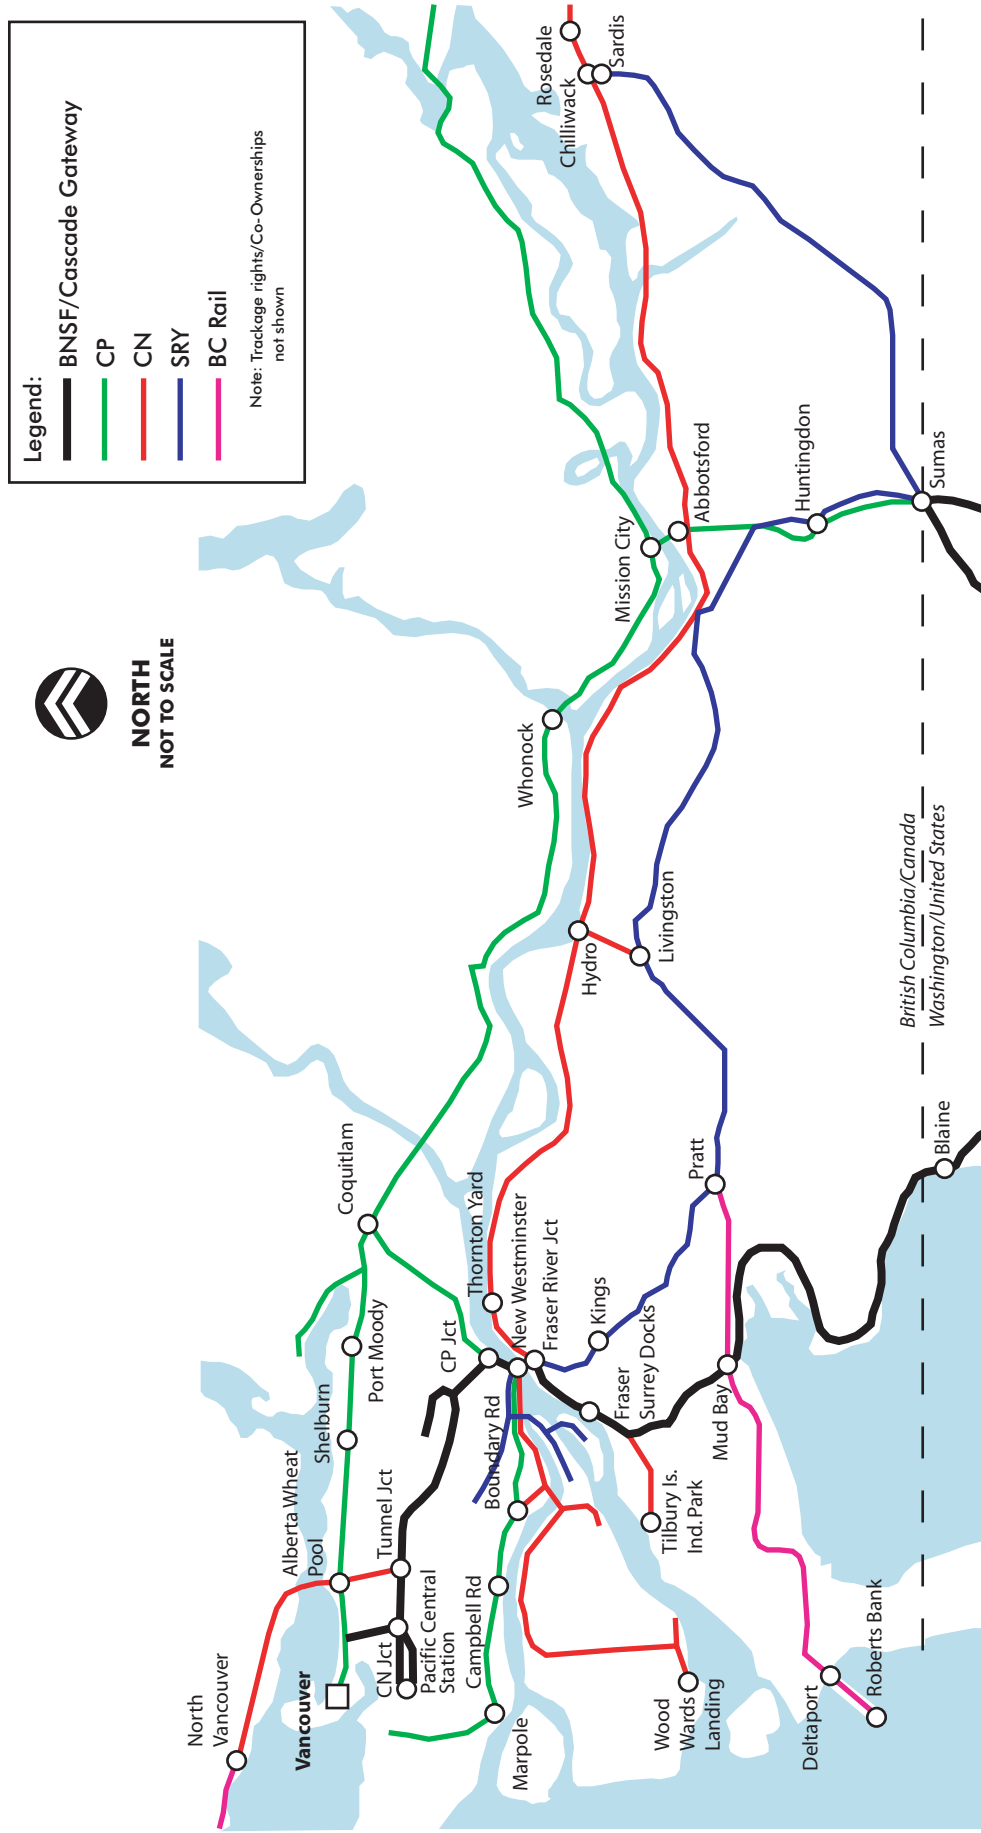 Legend:
BNSF/Cascade Gateway
CP
CN
SRY
BC Rail
Note: Trackage rights/Co-Ownerships
not shown
NORTH
NOT TO SCALE
North
Vancouver
Vancouver
Alberta Wheat
Pool
Shelburn
Port Moody
Coquitlam
CN Jct
Tunnel Jct
Pacific Central
Station
CP Jct
Thornton Yard
New Westminster
Fraser River Jct
Campbell Rd
Boundary Rd
Marpole
Kings
Fraser
Surrey Docks
Tilbury Is.
Ind. Park
Wood
Wards
Landing
Mud Bay
Pratt
Deltaport
Roberts Bank
Blaine
Hydro
Livingston
Whonock
Mission City
Abbotsford
Huntingdon
Sumas
Rosedale
Chilliwack
Sardis
British Columbia/Canada
Washington/United States